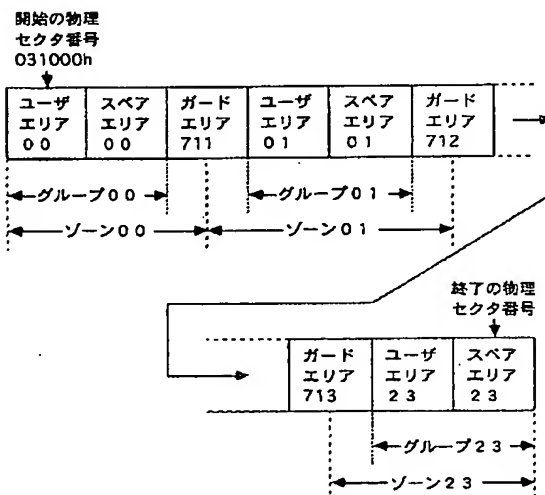 開始の物理
セクタ番号
031000h
ユーザ
エリア
00
スペア
エリア
00
ガード
エリア
711
ユーザ
エリア
01
スペア
エリア
01
ガード
エリア
712
グループ00
グループ01
ゾーン00
ゾーン01
終了の物理
セクタ番号
ガード
エリア
713
ユーザ
エリア
23
スペア
エリア
23
グループ23
ゾーン23